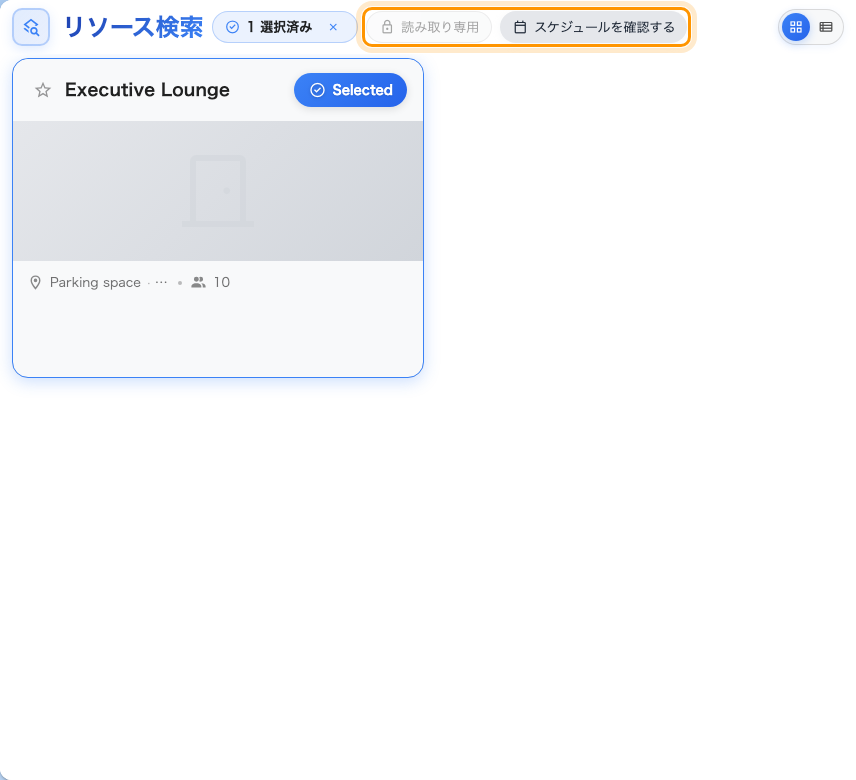 リソース検索
1 選択済み
読み取り専用
スケジュールを確認する
Executive Lounge
Selected
Parking space · ··· • 10